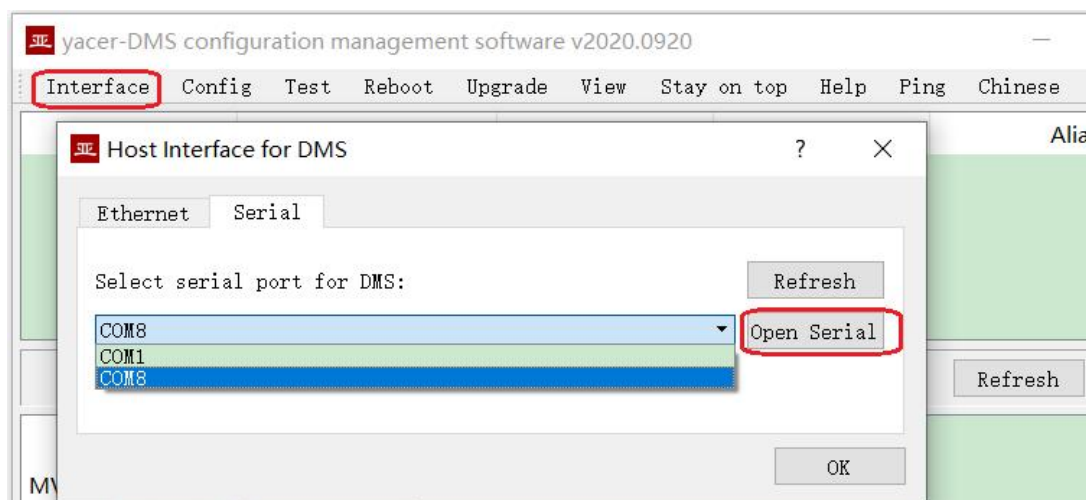 亚 yacer-DMS configuration management software v2020.0920
Interface Config Test Reboot Upgrade View Stay on top Help Ping Chinese
亚 Host Interface for DMS ? Alia
Ethernet Serial
Select serial port for DMS: Refresh
COM8 Open Serial
COM1
COM8 Refresh
OK